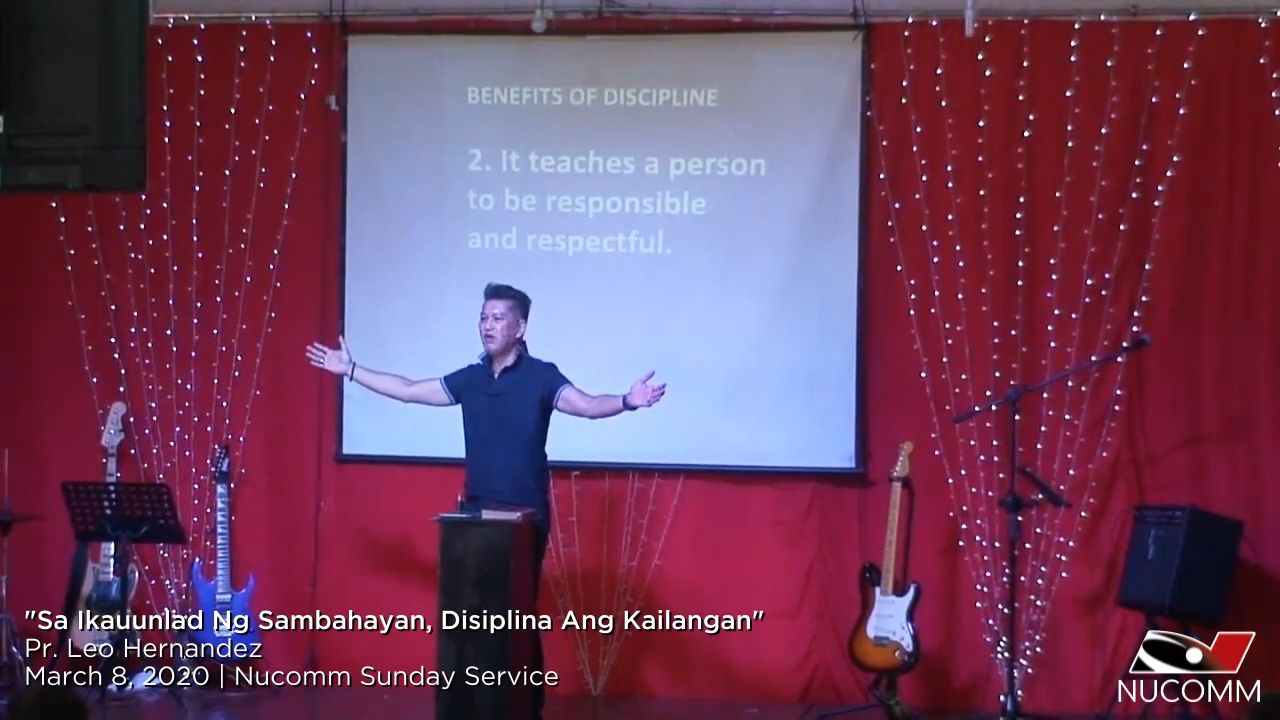 BENEFITS OF DISCIPLINE
2. It teaches a person
to be responsible
and respectful.
"Sa Ikauunlad Ng Sambahayan, Disiplina Ang Kailangan"
Pr. Leo Hernandez
March 8, 2020 | Nucomm Sunday Service
NUCOMM